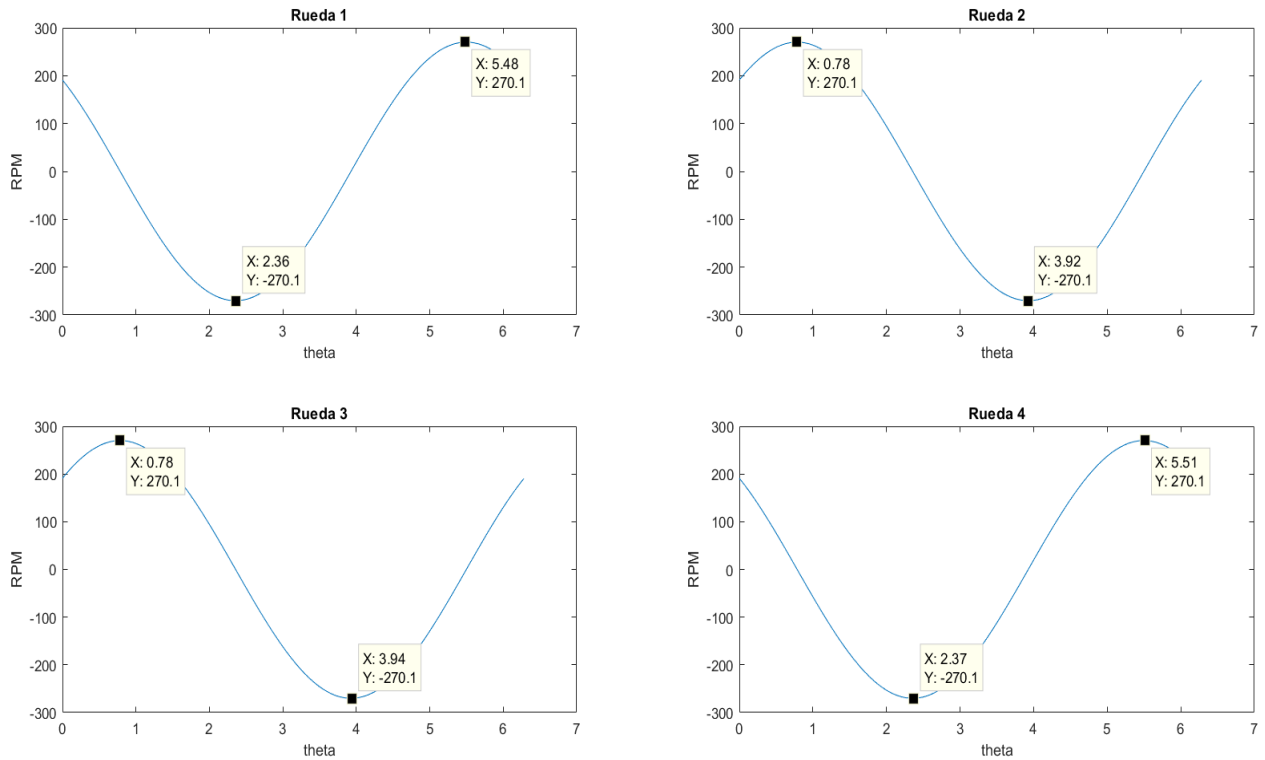 Rueda 1
300
200
100
0
-100
-200
-300
RPM
X: 5.48
Y: 270.1
X: 2.36
Y: -270.1
0 1 2 3 4 5 6 7
theta
Rueda 2
300
200
100
0
-100
-200
-300
RPM
X: 0.78
Y: 270.1
X: 3.92
Y: -270.1
0 1 2 3 4 5 6 7
theta
Rueda 3
300
200
100
0
-100
-200
-300
RPM
X: 0.78
Y: 270.1
X: 3.94
Y: -270.1
0 1 2 3 4 5 6 7
theta
Rueda 4
300
200
100
0
-100
-200
-300
RPM
X: 5.51
Y: 270.1
X: 2.37
Y: -270.1
0 1 2 3 4 5 6 7
theta